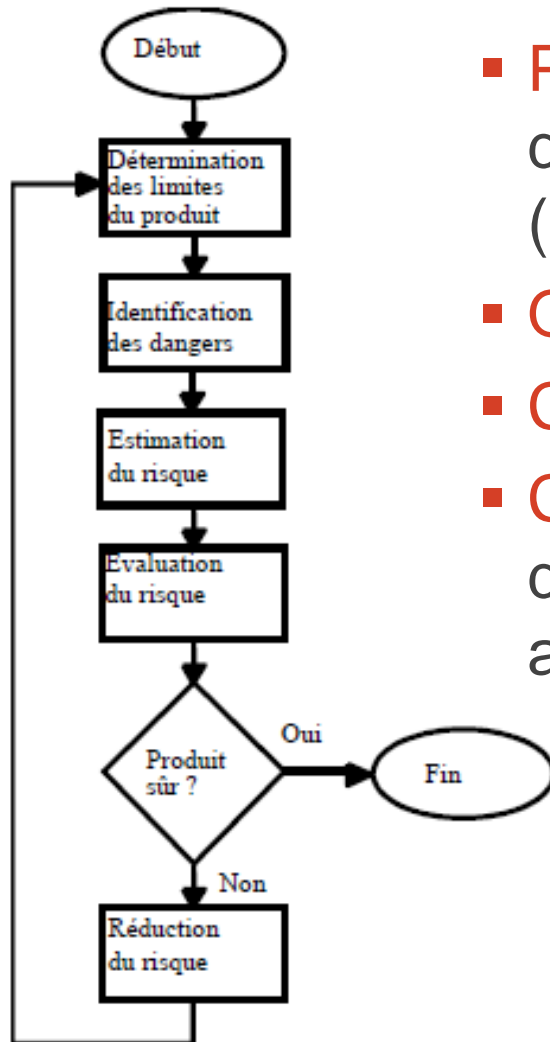 Début
Détermination
des limites
du produit
Identification
des dangers
Estimation
du risque
Evaluation
du risque
Produit
sûr ?
Oui
Fin
Non
Réduction
du risque